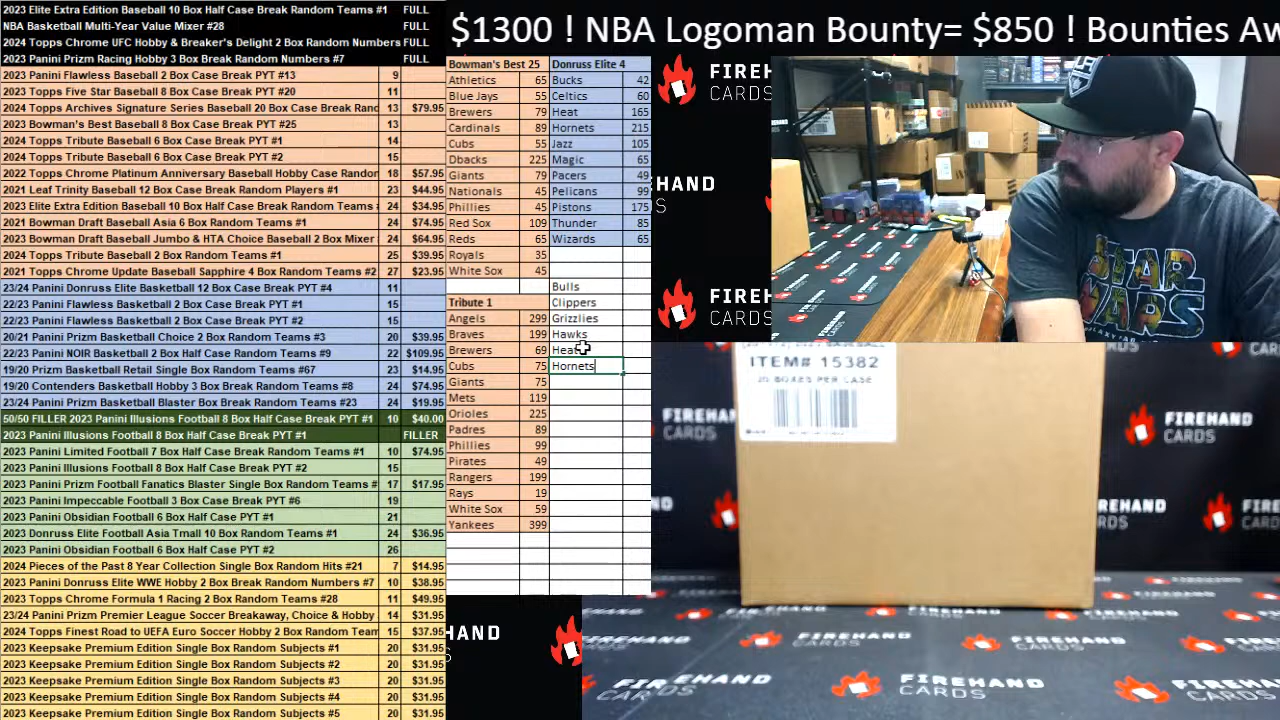 $1300 ! NBA Logoman Bounty= $850 ! Bounties Aw
2023 Elite Extra Edition Baseball 10 Box Half Case Break Random Teams #1 FULL
NBA Basketball Multi-Year Value Mixer #28 FULL
2024 Topps Chrome UFC Hobby & Breaker's Delight 2 Box Random Numbers FULL
2023 Panini Prizm Racing Hobby 3 Box Break Random Numbers #7 FULL
2023 Panini Flawless Baseball 2 Box Case Break PYT #13 9
2023 Topps Five Star Baseball 8 Box Case Break PYT #20 11
2024 Topps Archives Signature Series Baseball 20 Box Case Break Ranc 13 $79.95
2023 Bowman's Best Baseball 8 Box Case Break PYT #25 13
2024 Topps Tribute Baseball 6 Box Case Break PYT #1 14
2024 Topps Tribute Baseball 6 Box Case Break PYT #2 15
2022 Topps Chrome Platinum Anniversary Baseball Hobby Case Randor 18 $57.95
2021 Leaf Trinity Baseball 12 Box Case Break Random Players #1 23 $44.95
2023 Elite Extra Edition Baseball 10 Box Half Case Break Random Teams 24 $34.95
2021 Bowman Draft Baseball Asia 6 Box Random Teams #1 24 $74.95
2023 Bowman Draft Baseball Jumbo & HTA Choice Baseball 2 Box Mixer 24 $64.95
2024 Topps Tribute Baseball 2 Box Random Teams #1 25 $39.95
2021 Topps Chrome Update Baseball Sapphire 4 Box Random Teams #2 27 $23.95
23/24 Panini Donruss Elite Basketball 12 Box Case Break PYT #4 11
22/23 Panini Flawless Basketball 2 Box Case Break PYT #1 15
22/23 Panini Flawless Basketball 2 Box Case Break PYT #2 15
20/21 Panini Prizm Basketball Choice 2 Box Break Random Teams #3 20 $39.95
22/23 Panini NOIR Basketball 2 Box Half Case Random Teams #9 22 $109.95
19/20 Prizm Basketball Retail Single Box Random Teams #67 23 $14.95
19/20 Contenders Basketball Hobby 3 Box Break Random Teams #8 24 $74.95
23/24 Panini Prizm Basketball Blaster Box Break Random Teams #23 24 $19.95
50/50 FILLER 2023 Panini Illusions Football 8 Box Half Case Break PYT #1 10 $40.00
2023 Panini Illusions Football 8 Box Half Case Break PYT #1 FILLER
2023 Panini Limited Football 7 Box Half Case Break Random Teams #1 10 $74.95
2023 Panini Illusions Football 8 Box Half Case Break PYT #2 15
2023 Panini Prizm Football Fanatics Blaster Single Box Random Teams # 17 $17.95
2023 Panini Impeccable Football 3 Box Case Break PYT #6 19
2023 Panini Obsidian Football 6 Box Half Case PYT #1 21
2023 Donruss Elite Football Asia Tmall 10 Box Random Teams #1 24 $36.95
2023 Panini Obsidian Football 6 Box Half Case PYT #2 26
2024 Pieces of the Past 8 Year Collection Single Box Random Hits #21 7 $14.95
2023 Panini Donruss Elite WWE Hobby 2 Box Break Random Numbers #7 10 $38.95
2023 Topps Chrome Formula 1 Racing 2 Box Random Teams #28 11 $49.95
23/24 Panini Prizm Premier League Soccer Breakaway, Choice & Hobby 14 $31.95
2024 Topps Finest Road to UEFA Euro Soccer Hobby 2 Box Random Team 15 $37.95
2023 Keepsake Premium Edition Single Box Random Subjects #1 20 $31.95
2023 Keepsake Premium Edition Single Box Random Subjects #2 20 $31.95
2023 Keepsake Premium Edition Single Box Random Subjects #3 20 $31.95
2023 Keepsake Premium Edition Single Box Random Subjects #4 20 $31.95
2023 Keepsake Premium Edition Single Box Random Subjects #5 20 $31.95
Bowman's Best 25
Athletics 65
Blue Jays 55
Brewers 79
Cardinals 89
Cubs 55
Dbacks 225
Giants 79
Nationals 45
Phillies 45
Red Sox 109
Reds 65
Royals 35
White Sox 45
Tribute 1
Angels 299
Braves 199
Brewers 69
Cubs 75
Giants 75
Mets 119
Orioles 225
Padres 89
Phillies 99
Pirates 49
Rangers 199
Rays 19
White Sox 59
Yankees 399
Donruss Elite 4
Bucks 42
Celtics 60
Heat 165
Hornets 215
Jazz 105
Magic 65
Pacers 49
Pelicans 99
Pistons 175
Thunder 85
Wizards 65
Bulls
Clippers
Grizzlies
Hawks
Heat
Hornets
FIREH
CARDS
HAND
FIREH
CARDS
HAND
STAR
WARS
ITEM# 15382
20 BOXES PER CASE
FIREHAND
CARDS
FIREHAND
CARDS
FIREHAND
CARDS